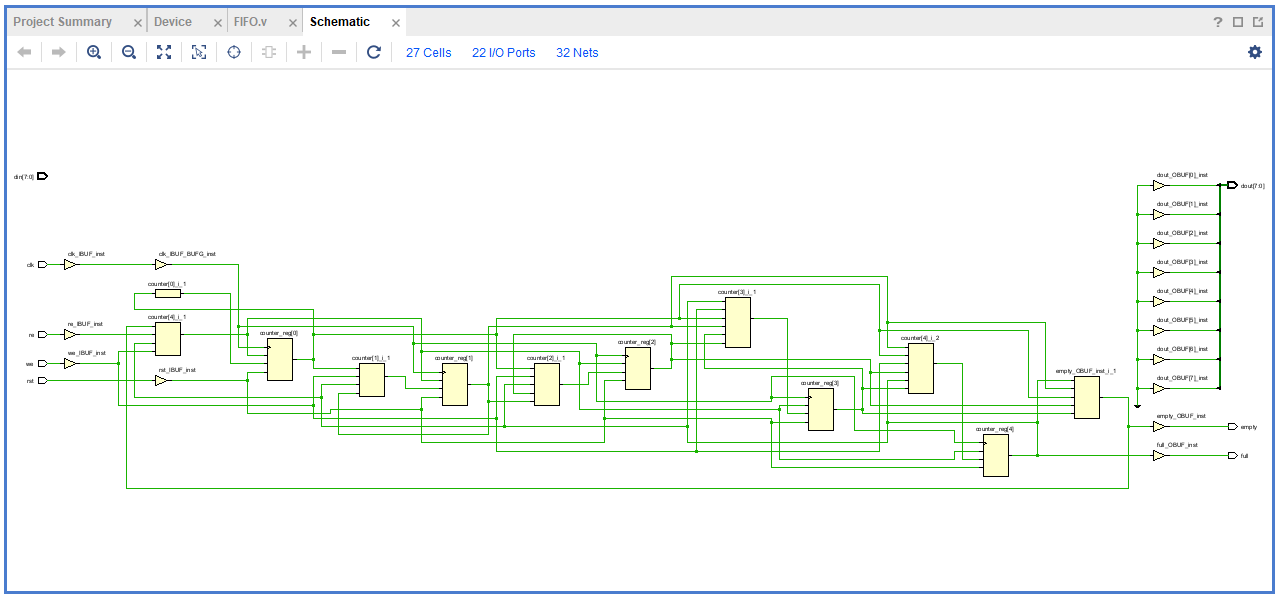 Project Summary
Device
FIFO.v
Schematic
27 Cells
22 I/O Ports
32 Nets
din[7:0]
dout_OBUF[0]_inst
dout[7:0]
dout_OBUF[1]_inst
dout_OBUF[2]_inst
clk_IBUF_inst
clk_IBUF_BUFG_inst
clk
dout_OBUF[3]_inst
counter[0]_i_1
counter[3]_i_1
dout_OBUF[4]_inst
counter[4]_i_1
re_IBUF_inst
re
counter_reg[0]
dout_OBUF[5]_inst
counter_reg[2]
counter[4]_i_2
we_IBUF_inst
we
counter[1]_i_1
counter_reg[1]
counter[2]_i_1
dout_OBUF[6]_inst
rst_IBUF_inst
rst
empty_OBUF_inst_i_1
dout_OBUF[7]_inst
counter_reg[3]
empty_OBUF_inst
empty
counter_reg[4]
full_OBUF_inst
full